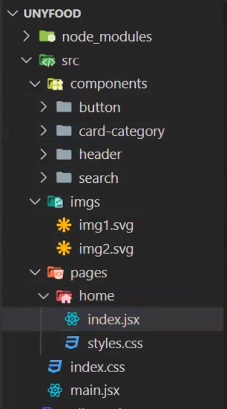 UNYFOOD
node_modules
src
components
button
card-category
header
search
imgs
img1.svg
img2.svg
pages
home
index.jsx
styles.css
index.css
main.jsx